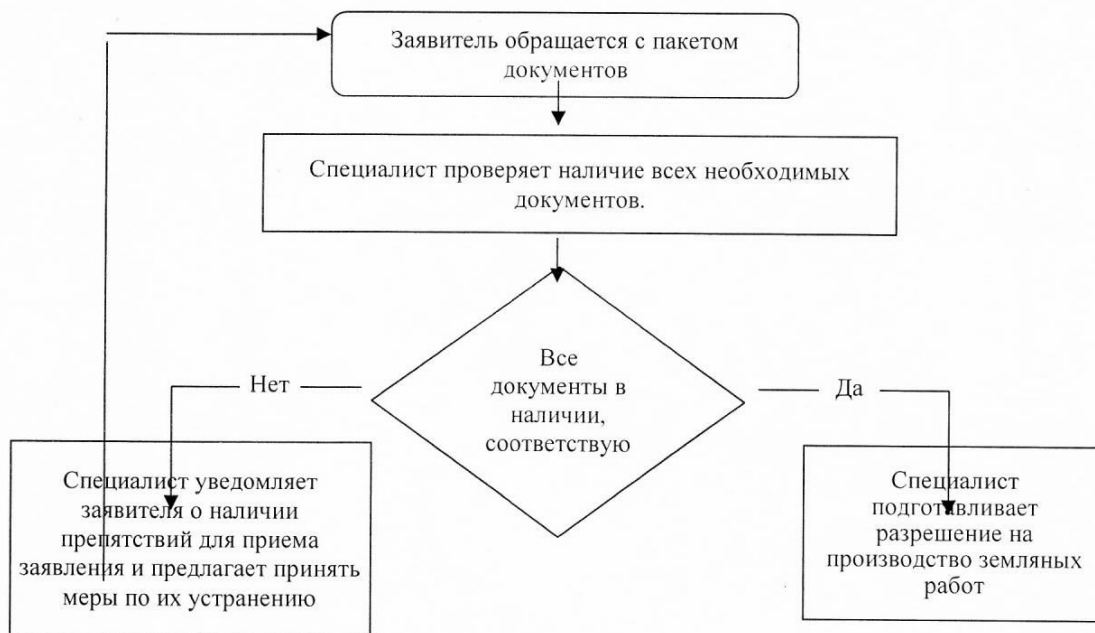 Заявитель обращается с пакетом
документов
Специалист проверяет наличие всех необходимых
документов.
Все
документы в
наличии,
соответствую
Нет
Да
Специалист уведомляет
заявителя о наличии
препятствий для приема
заявления и предлагает принять
меры по их устранению
Специалист
подготавливает
разрешение на
производство земляных
работ